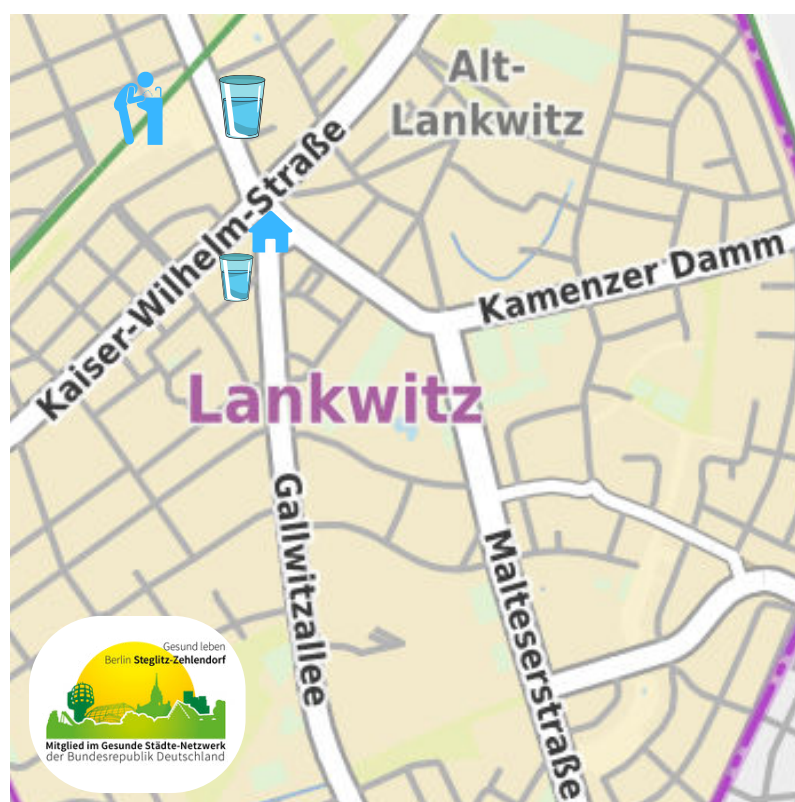 Alt-
Lankwitz
Kaiser-Wilhelm-Straße
Kamenzer Damm
Lankwitz
Gallwitzallee
Malteserstraße
Gesund leben
Berlin Steglitz-Zehlendorf
Mitglied im Gesunde Städte-Netzwerk
der Bundesrepublik Deutschland